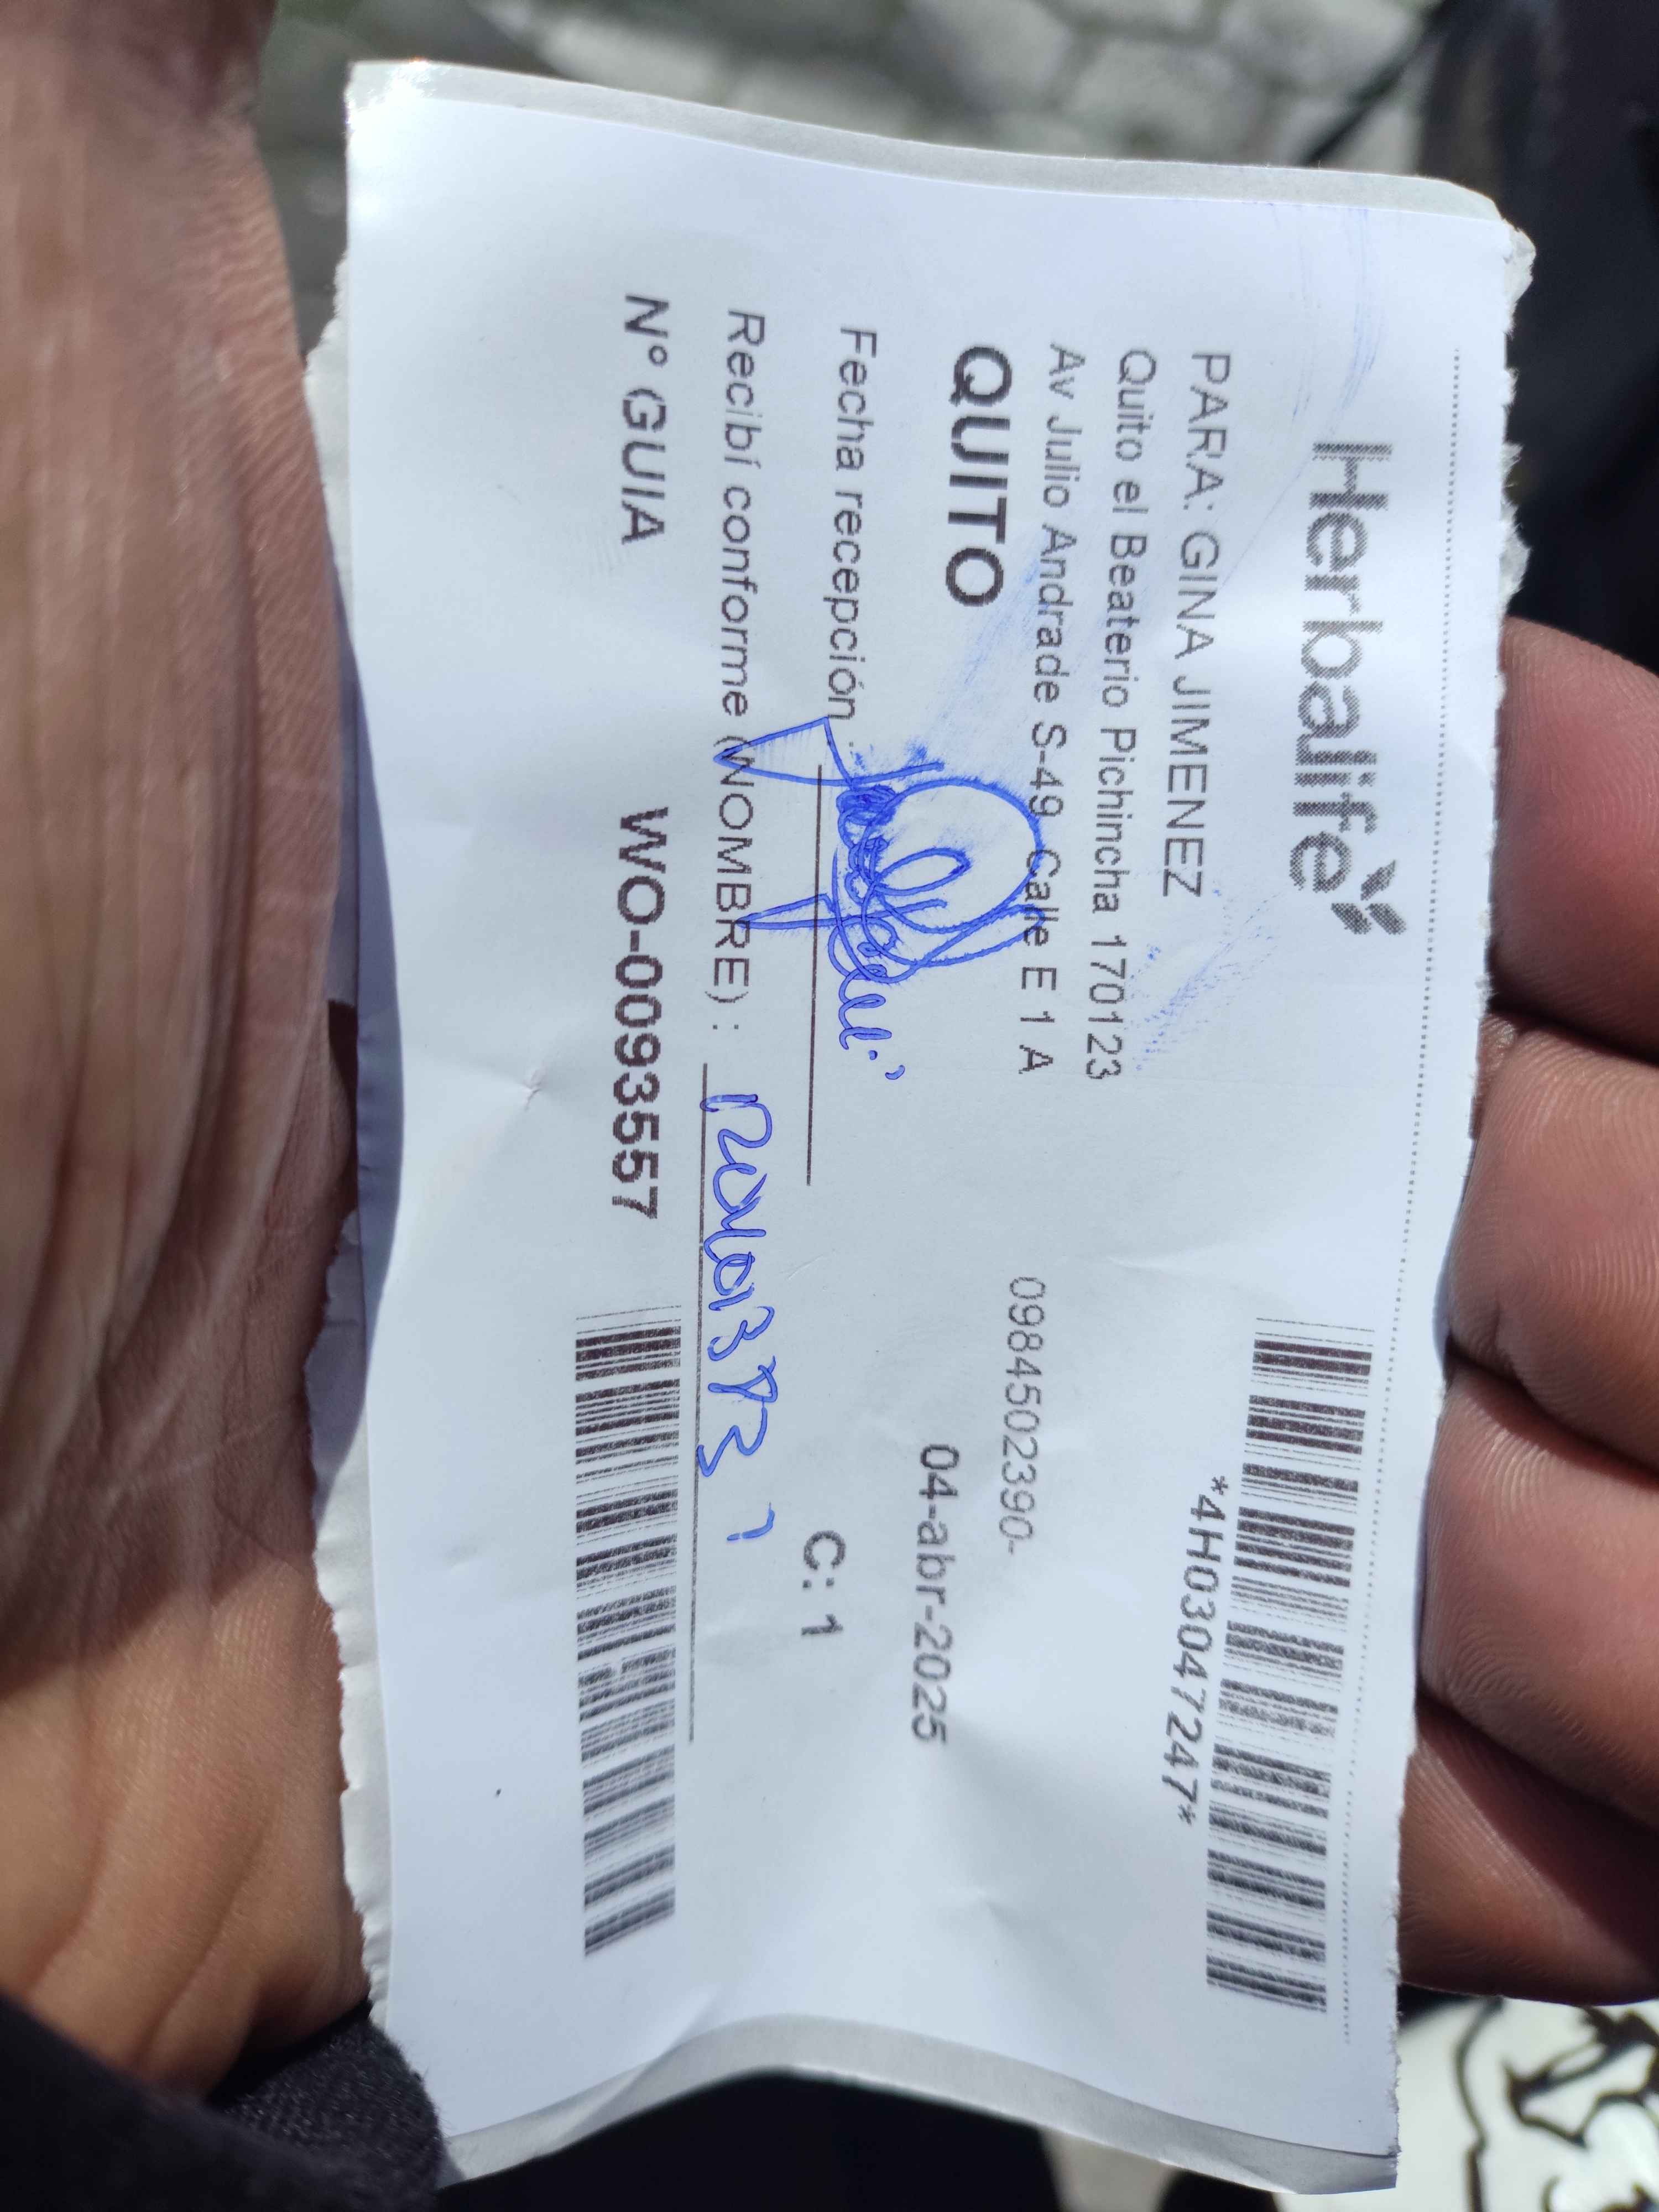 Herbalife
*4H03047247*
PARA: GINA JIMENEZ
Quito el Beaterio Pichincha 170123
Av Julio Andrade S-49 Calle E 1 A
0984502390-
QUITO
04-abr-2025
Fecha recepción
C: 1
Recibí conforme (NOMBRE) :
N° GUIA
WO-0093557